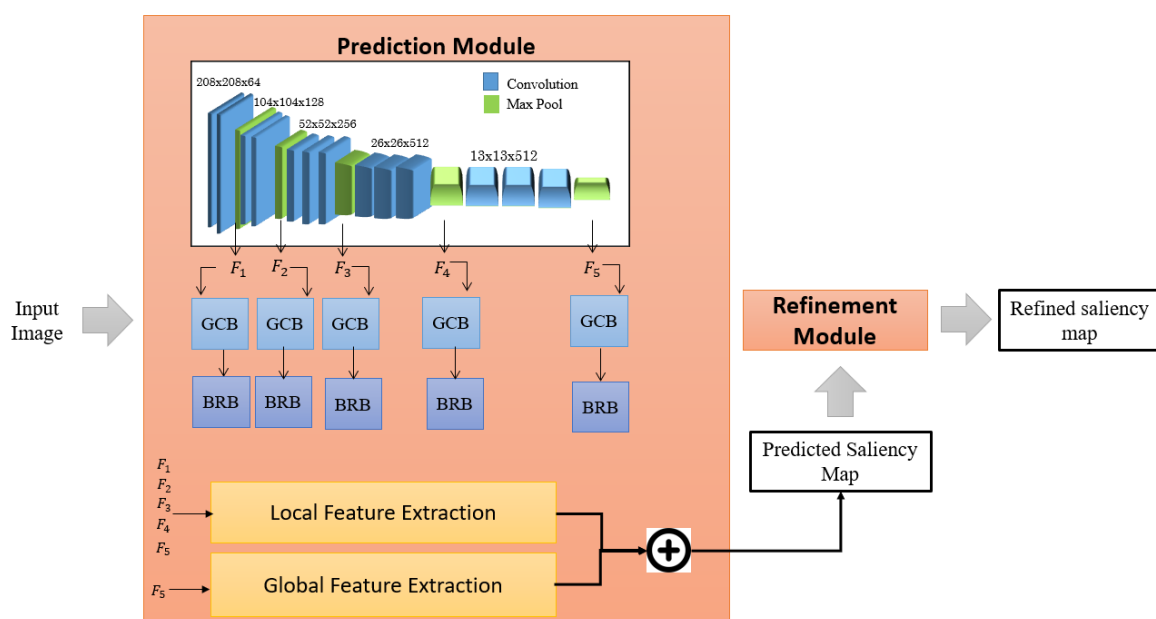 Prediction Module
208x208x64
Convolution
Max Pool
104x104x128
52x52x256
26x26x512
13x13x512
F1
F2
F3
F4
F5
GCB
GCB
GCB
GCB
GCB
BRB
BRB
BRB
BRB
BRB
Input
Image
Refinement
Module
Refined saliency
map
Predicted Saliency
Map
F1
F2
F3
F4
F5
Local Feature Extraction
F5
Global Feature Extraction